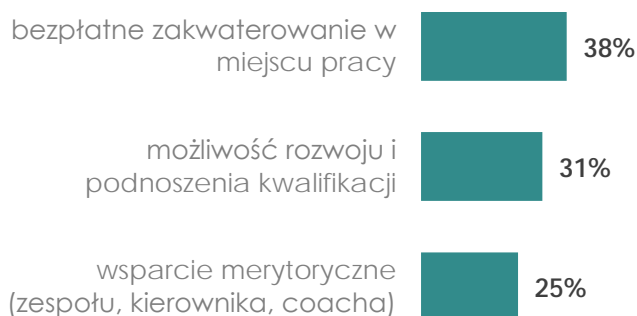 bezpłatne zakwaterowanie w
miejscu pracy
38%
możliwość rozwoju i
podnoszenia kwalifikacji
31%
wsparcie merytoryczne
(zespołu, kierownika, coacha)
25%